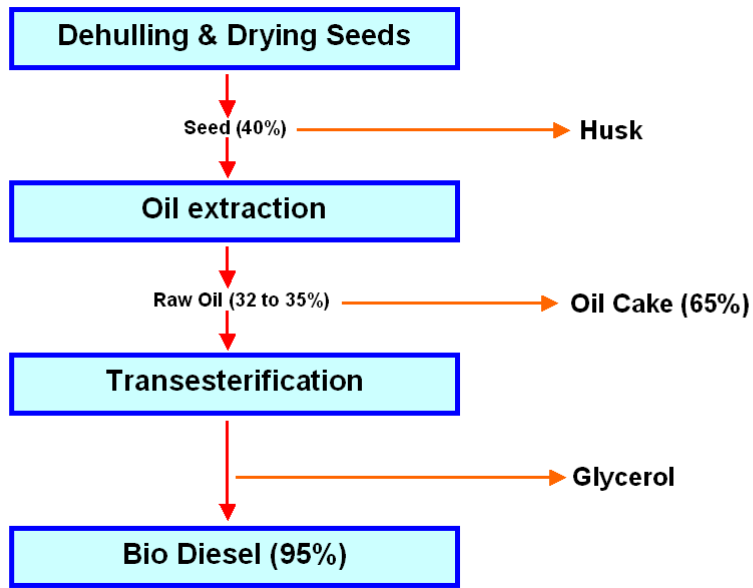 Dehulling & Drying Seeds
Seed (40%)
Husk
Oil extraction
Raw Oil (32 to 35%)
Oil Cake (65%)
Transesterification
Glycerol
Bio Diesel (95%)